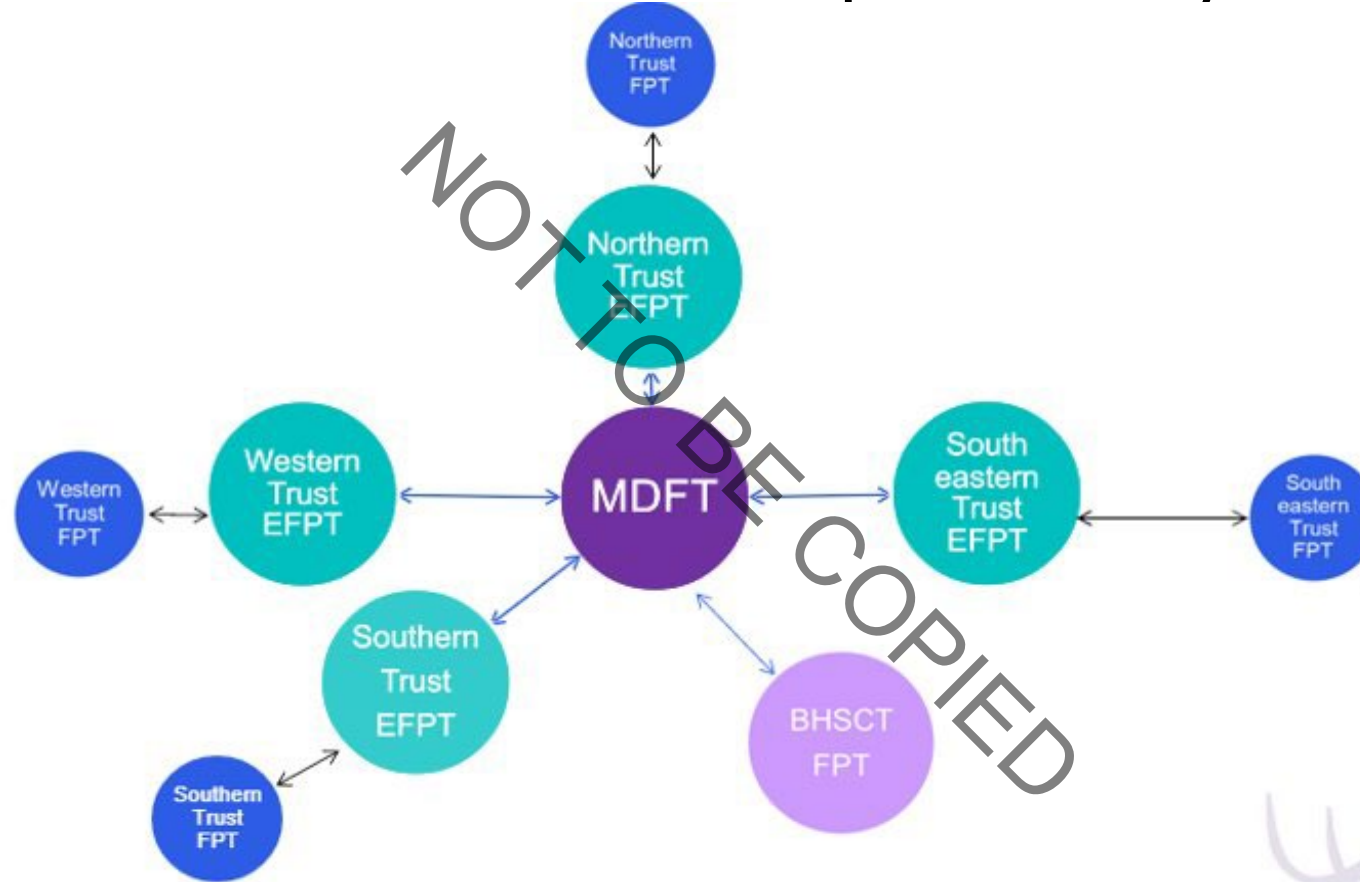 Northern
Trust
FPT
Northern
Trust
EFPT
Western
Trust
FPT
Western
Trust
EFPT
MDFT
South
eastern
Trust
EFPT
South
eastern
Trust
FPT
Southern
Trust
EFPT
BHSCT
FPT
Southern
Trust
FPT
NOT TO BE COPIED